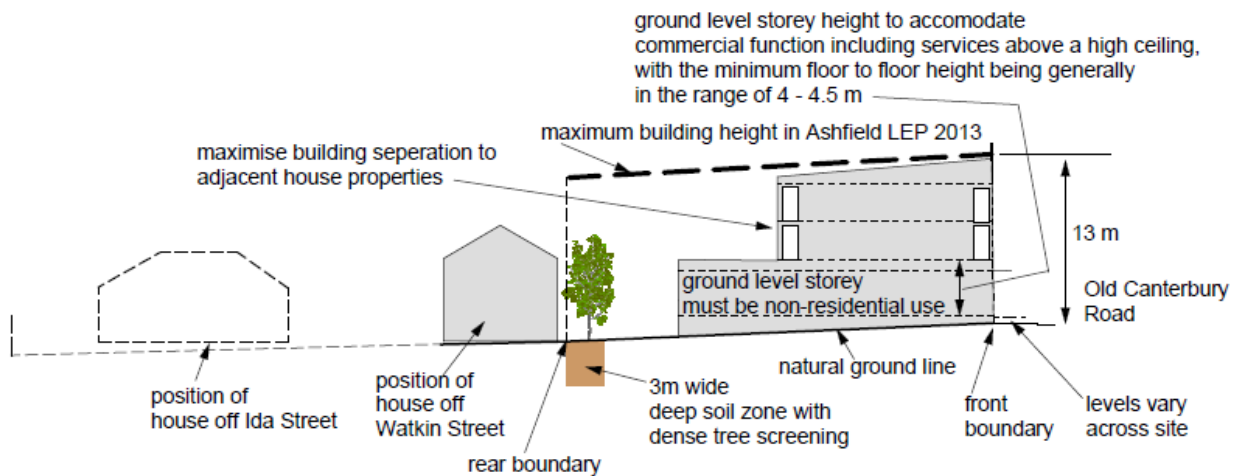 ground level storey height to accomodate
commercial function including services above a high ceiling,
with the minimum floor to floor height being generally
in the range of 4 - 4.5 m
maximum building height in Ashfield LEP 2013
maximise building seperation to
adjacent house properties
13 m
ground level storey
must be non-residential use
Old Canterbury
Road
natural ground line
position of
house off Ida Street
position of
house off
Watkin Street
3m wide
deep soil zone with
dense tree screening
front
boundary
levels vary
across site
rear boundary